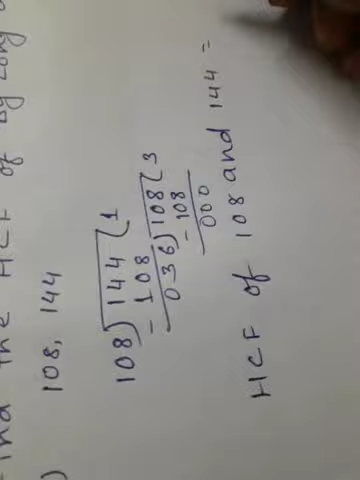 ind the HCF of by long
) 108, 144
108) 144 ( 1
- 108
036) 108 ( 3
- 108
000
HCF of 108 and 144 =